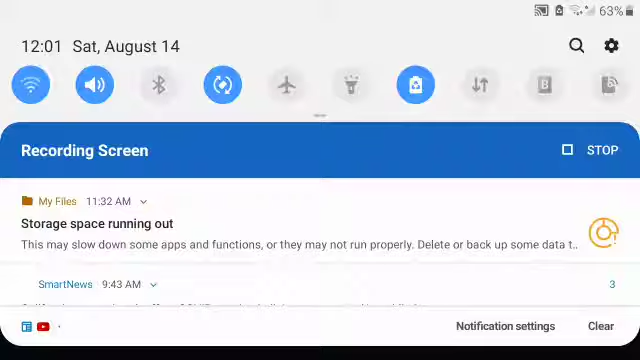 63%
12:01 Sat, August 14
B
Recording Screen
STOP
My Files 11:32 AM
Storage space running out
This may slow down some apps and functions, or they may not run properly. Delete or back up some data t..
SmartNews 9:43 AM
3
Notification settings
Clear